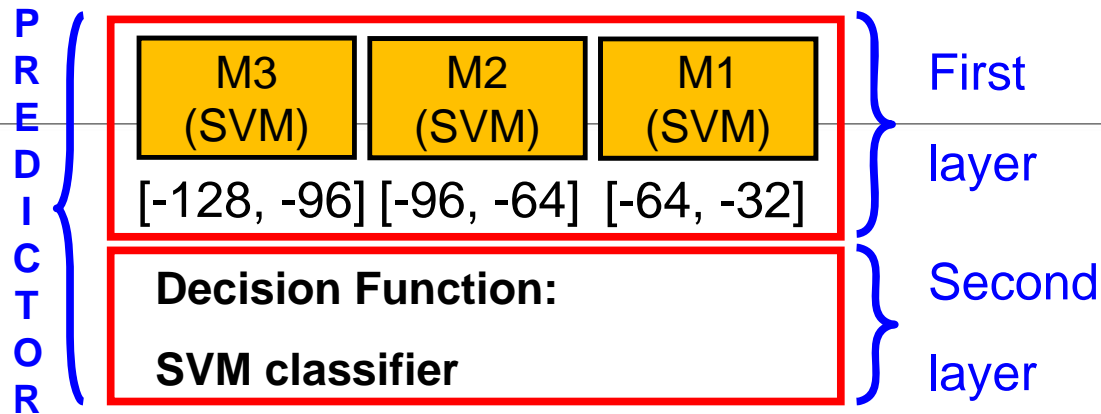 PREDICTOR
M3 M2 M1
(SVM) (SVM) (SVM)
[-128, -96] [-96, -64] [-64, -32]
First
layer
Decision Function:
SVM classifier
Second
layer